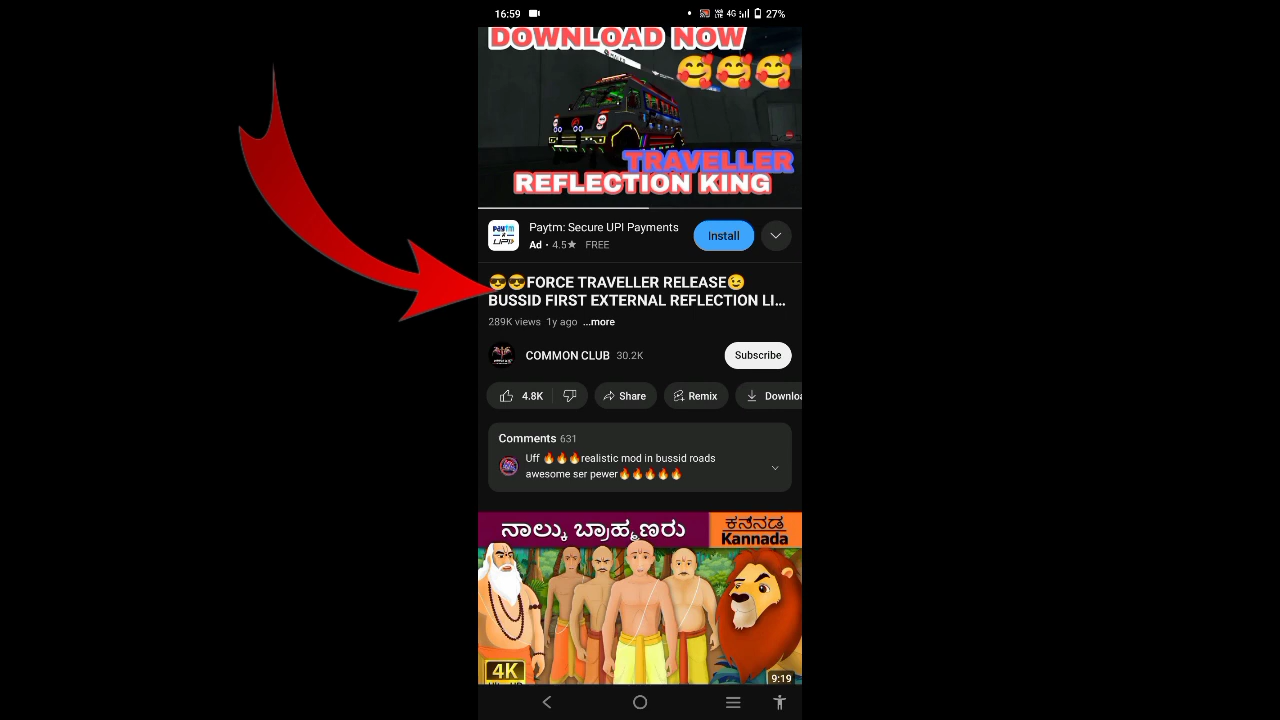 16:59
4G
27%
DOWNLOAD NOW
🥰🥰🥰
TRAVELLER
REFLECTION KING
paytm
UPI
Paytm: Secure UPI Payments
Ad • 4.5★ FREE
Install
😎😎FORCE TRAVELLER RELEASE😉
BUSSID FIRST EXTERNAL REFLECTION LI...
289K views 1y ago ...more
COMMON CLUB 30.2K
Subscribe
4.8K
Share
Remix
Downloa
Comments 631
Uff 🔥🔥🔥realistic mod in bussid roads
awesome ser pewer🔥🔥🔥🔥🔥
ನಾಲ್ಕು ಬ್ರಾಹ್ಮಣರು
ಕನೆನಡ
Kannada
4K
9:19